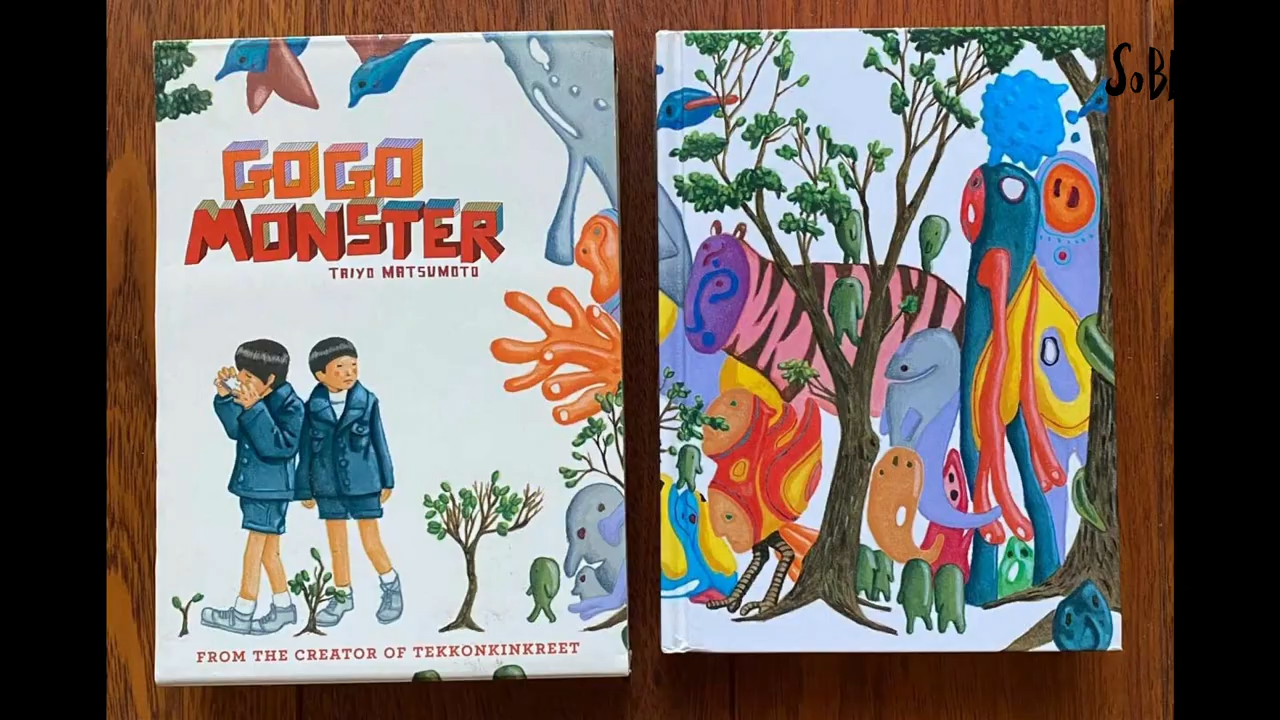 GOGO
MONSTER
TAIYO MATSUMOTO
FROM THE CREATOR OF TEKKONKINKREET